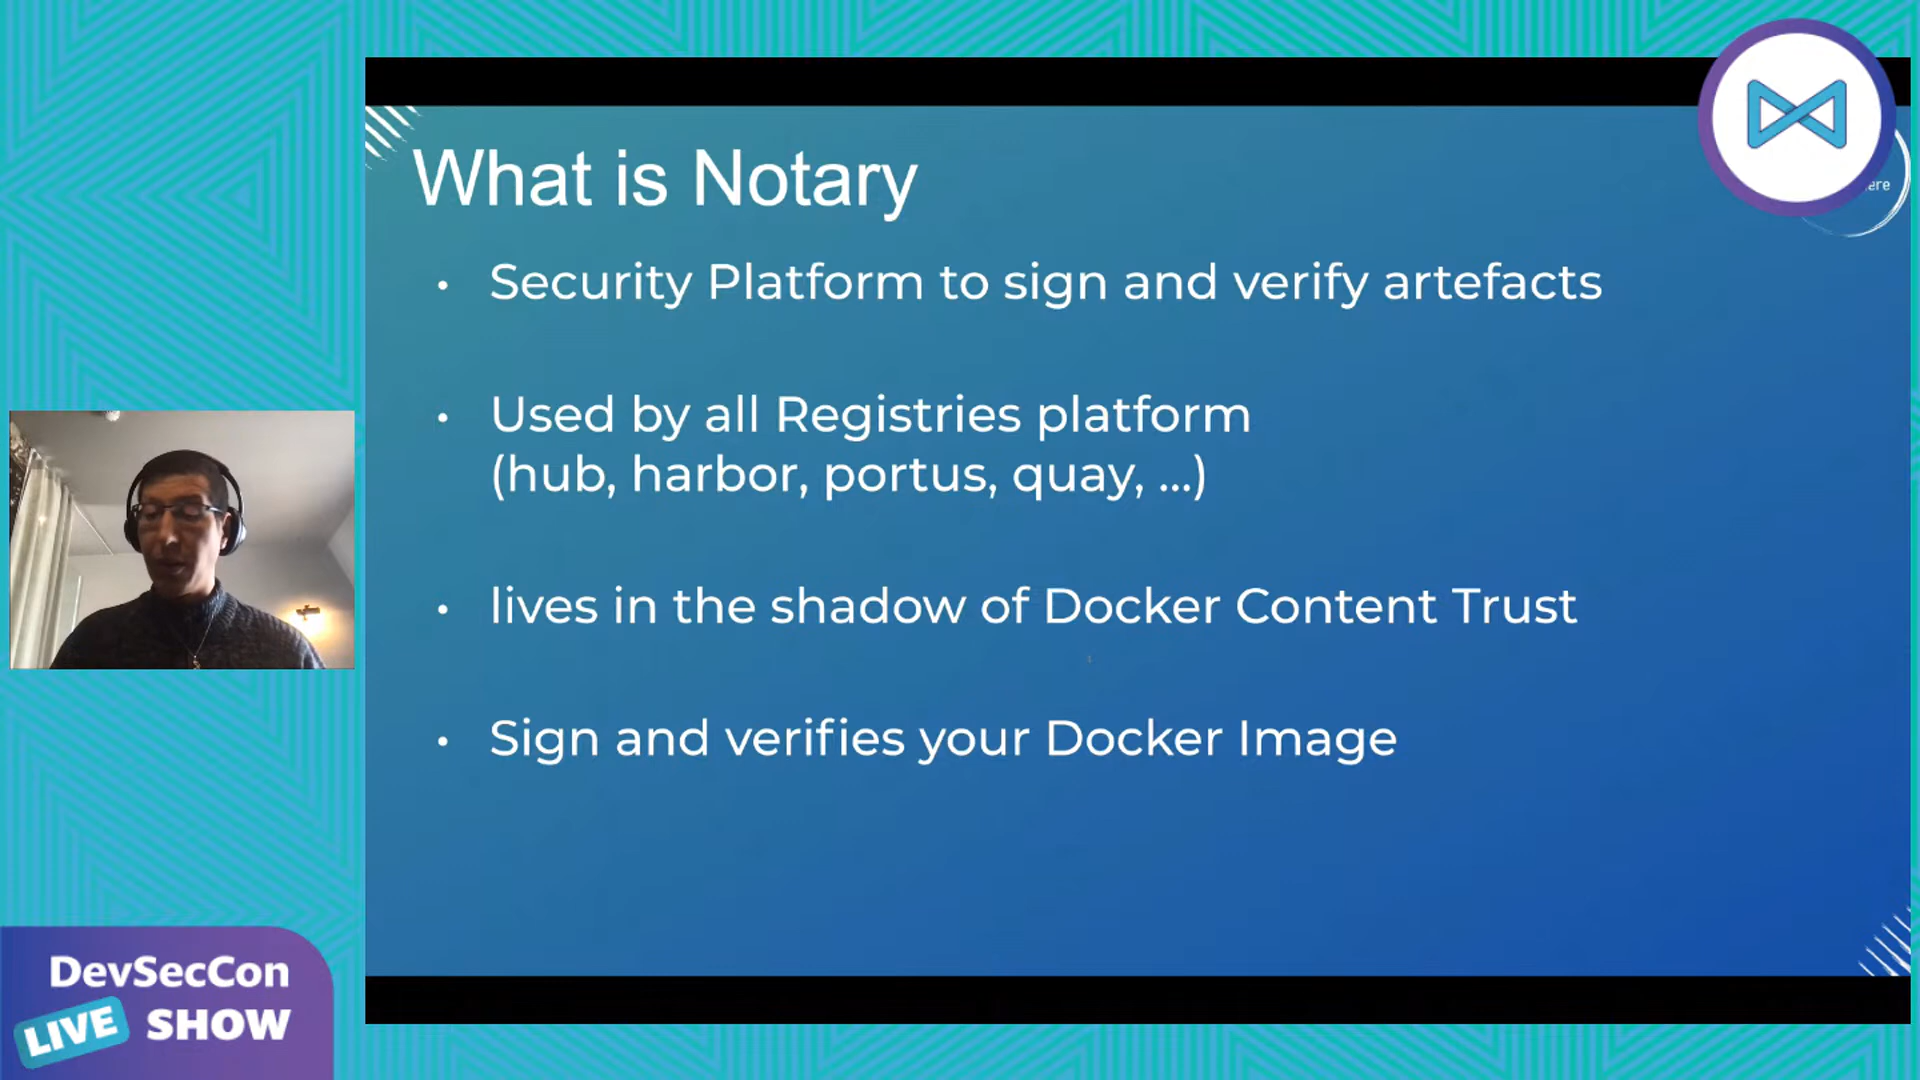 What is Notary
• Security Platform to sign and verify artefacts
• Used by all Registries platform
(hub, harbor, portus, quay, ...)
• lives in the shadow of Docker Content Trust
• Sign and verifies your Docker Image
ere
DevSecCon
LIVE SHOW